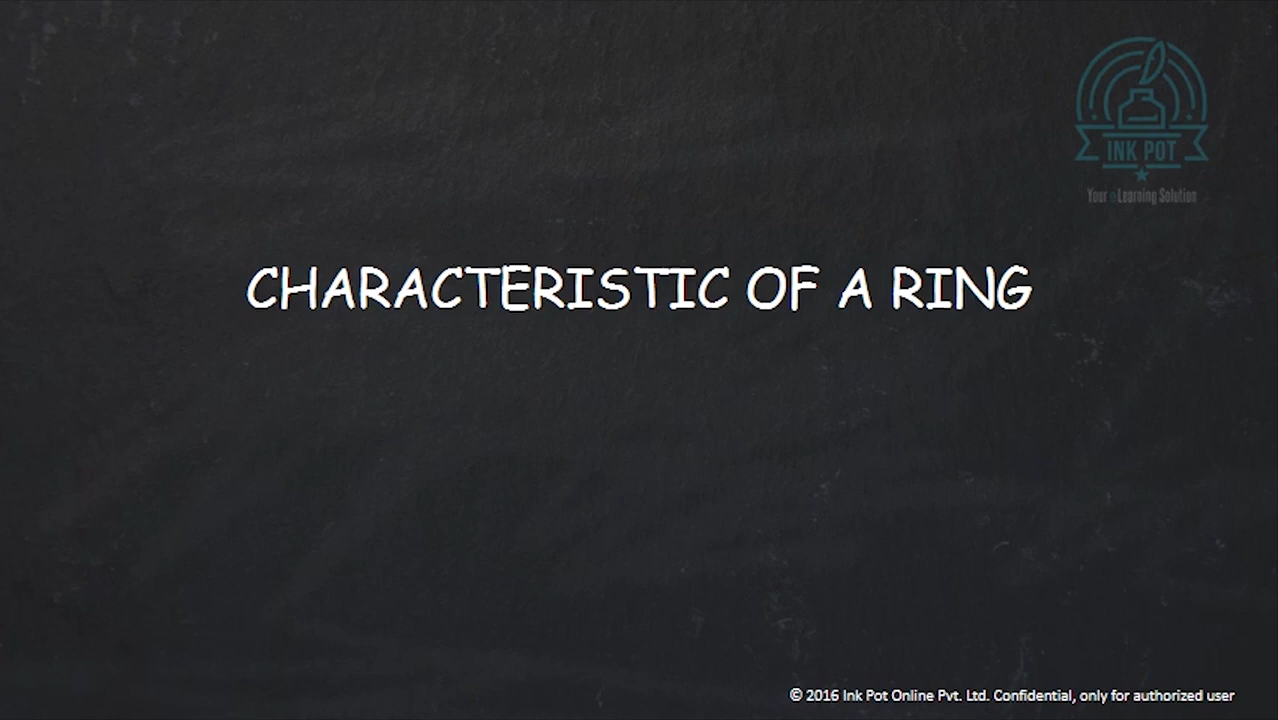 INK POT
Your eLearning Solution
CHARACTERISTIC OF A RING
© 2016 Ink Pot Online Pvt. Ltd. Confidential, only for authorized user